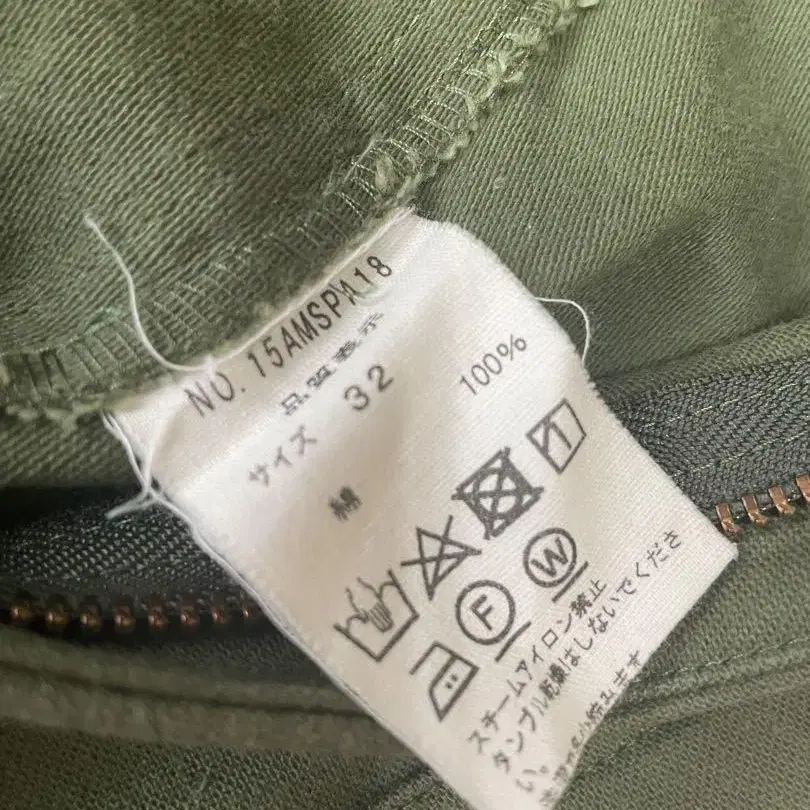 NO. 15AMSPA18
品質表示
サイズ 32
綿 100%
F W
スチームアイロン禁止
タンブル乾燥はしないでくださ
い。